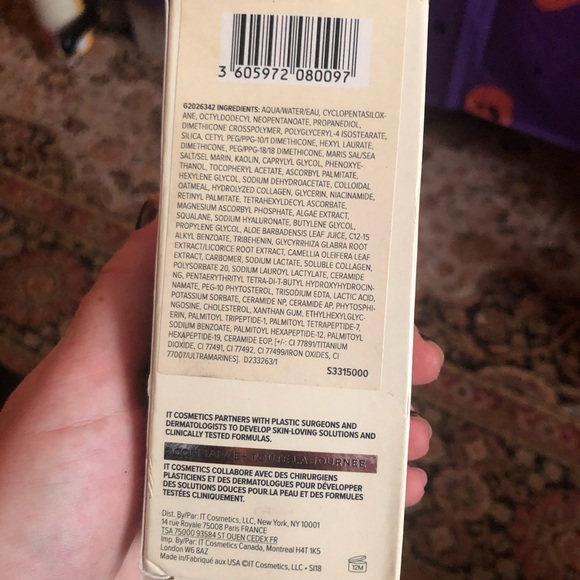 3 605972 080097
G2026342 INGREDIENTS: AQUA/WATER/EAU, CYCLOPENTASILOX-
ANE, OCTYLDODECYL NEOPENTANOATE, PROPANEDIOL,
DIMETHICONE CROSSPOLYMER, POLYGLYCERYL-4 ISOSTEARATE,
SILICA, CETYL PEG/PPG-10/1 DIMETHICONE, HEXYL LAURATE,
DIMETHICONE, PEG/PPG-18/18 DIMETHICONE, MARIS SAL/SEA
SALT/SEL MARIN, KAOLIN, CAPRYLYL GLYCOL, PHENOXYE-
THANOL, TOCOPHERYL ACETATE, ASCORBYL PALMITATE,
HEXYLENE GLYCOL, SODIUM DEHYDROACETATE, COLLOIDAL
OATMEAL, HYDROLYZED COLLAGEN, GLYCERIN, NIACINAMIDE,
RETINYL PALMITATE, TETRAHEXYLDECYL ASCORBATE,
MAGNESIUM ASCORBYL PHOSPHATE, ALGAE EXTRACT,
SQUALANE, SODIUM HYALURONATE, BUTYLENE GLYCOL,
PROPYLENE GLYCOL, ALOE BARBADENSIS LEAF JUICE, C12-15
ALKYL BENZOATE, TRIBEHENIN, GLYCYRRHIZA GLABRA ROOT
EXTRACT/LICORICE ROOT EXTRACT, CAMELLIA OLEIFERA LEAF
EXTRACT, CARBOMER, SODIUM LACTATE, SOLUBLE COLLAGEN,
POLYSORBATE 20, SODIUM LAUROYL LACTYLATE, CERAMIDE
NG, PENTAERYTHRITYL TETRA-DI-T-BUTYL HYDROXYHYDROCIN-
NAMATE, PEG-10 PHYTOSTEROL, TRISODIUM EDTA, LACTIC ACID,
POTASSIUM SORBATE, CERAMIDE NP, CERAMIDE AP, PHYTOSPHI-
NGOSINE, CHOLESTEROL, XANTHAN GUM, ETHYLHEXYLGLYC-
ERIN, PALMITOYL TRIPEPTIDE-1, PALMITOYL TETRAPEPTIDE-7,
SODIUM BENZOATE, PALMITOYL HEXAPEPTIDE-12, PALMITOYL
HEXAPEPTIDE-19, CERAMIDE EOP, [+/-: CI 77891/TITANIUM
DIOXIDE, CI 77491, CI 77492, CI 77499/IRON OXIDES, CI
77007/ULTRAMARINES]. D233263/1
S3315000
IT COSMETICS PARTNERS WITH PLASTIC SURGEONS AND
DERMATOLOGISTS TO DEVELOP SKIN-LOVING SOLUTIONS AND
CLINICALLY TESTED FORMULAS.
TOUTE LA JOURNÉE
IT COSMETICS COLLABORE AVEC DES CHIRURGIENS
PLASTICIENS ET DES DERMATOLOGUES POUR DÉVELOPPER
DES SOLUTIONS DOUCES POUR LA PEAU ET DES FORMULES
TESTÉES CLINIQUEMENT.
Dist. By/Par: IT Cosmetics, LLC, New York, NY 10001
14 rue Royale 75008 Paris FRANCE
TSA 75000 93584 ST OUEN CEDEX FR
Imp. By/Par: IT Cosmetics Canada, Montreal H4T 1K5
London W6 8AZ
Made in/Fabriqué aux USA ©IT Cosmetics, LLC • SI18
12M